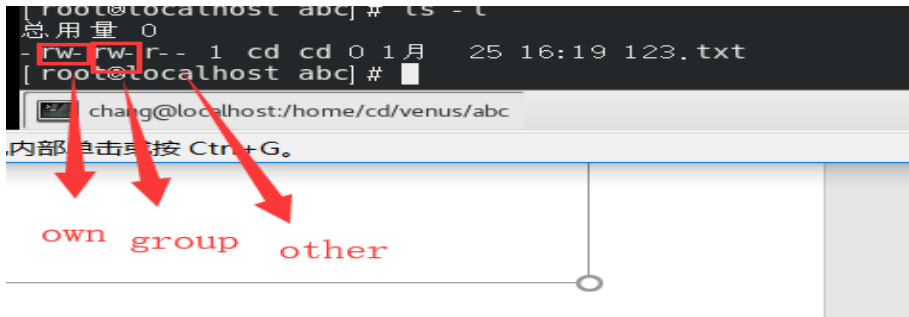 [root@localhost abc]# ls -l
总用量 0
-rw-rw-r-- 1 cd cd 0 1月 25 16:19 123.txt
[root@localhost abc]#
chang@localhost:/home/cd/venus/abc
内部单击或按 Ctrl+G。
own group other